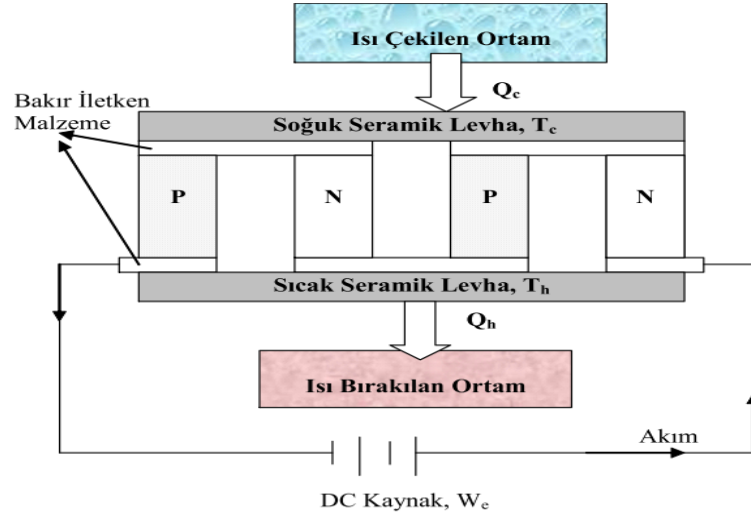 Isı Çekilen Ortam
Qc
Bakır İletken
Malzeme
Soğuk Seramik Levha, Tc
P
N
P
N
Sıcak Seramik Levha, Th
Qh
Isı Bırakılan Ortam
Akım
DC Kaynak, We